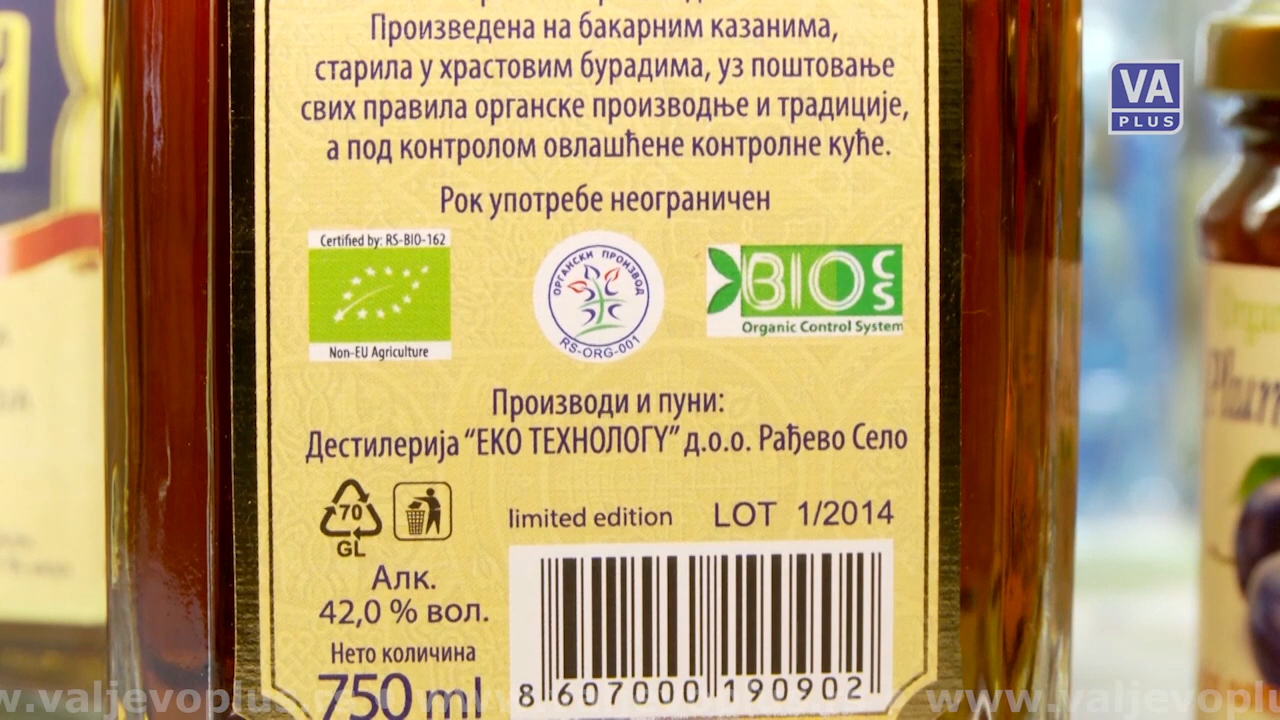 Произведена на бакарним казанима,
старила у храстовим бурадима, уз поштовање
свих правила органске производње и традиције,
а под контролом овлашћене контролне куће.
Рок употребе неограничен
Certified by: RS-BIO-162
Non-EU Agriculture
ОРГАНСКИ ПРОИЗВОД
RS-ORG-001
BIO CS
Organic Control System
Производи и пуни:
Дестилерија “ЕКО ТЕХНОЛОГY” д.о.о. Рађево Село
70
GL
limited edition LOT 1/2014
Алк.
42,0 % вол.
Нето количина
750 ml
8 607000 190902
VA
PLUS
www.valjevoplus